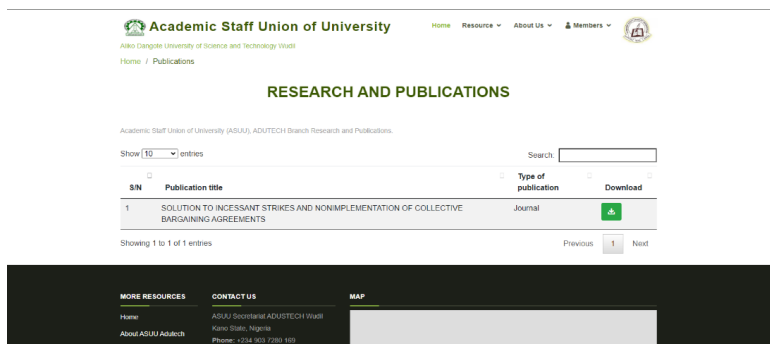 Academic Staff Union of University
Home Resource About Us Members
Aliko Dangote University of Science and Technology Wudil
Home / Publications
RESEARCH AND PUBLICATIONS
Academic Staff Union of University (ASUU), ADUTECH Branch Research and Publications.
Show 10 entries
Search:
S/N Publication title Type of publication Download
1 SOLUTION TO INCESSANT STRIKES AND NONIMPLEMENTATION OF COLLECTIVE BARGAINING AGREEMENTS Journal
Showing 1 to 1 of 1 entries
Previous 1 Next
MORE RESOURCES CONTACT US MAP
Home ASUU Secretariat ADUSTECH Wudil
Kano State, Nigeria
About ASUU Adutech
Phone: +234 903 7280 169